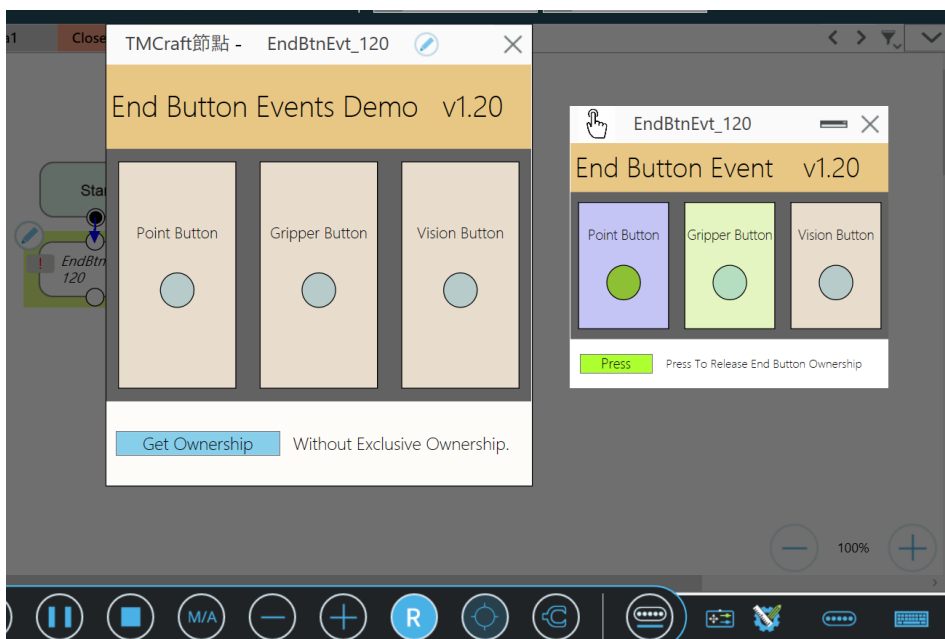 a1
Close
TMCraft節點 - EndBtnEvt_120
End Button Events Demo v1.20
Point Button
Gripper Button
Vision Button
Get Ownership
Without Exclusive Ownership.
EndBtnEvt_120
End Button Event v1.20
Point Button
Gripper Button
Vision Button
Press
Press To Release End Button Ownership
Star
EndBtn
120
100%
M/A
R